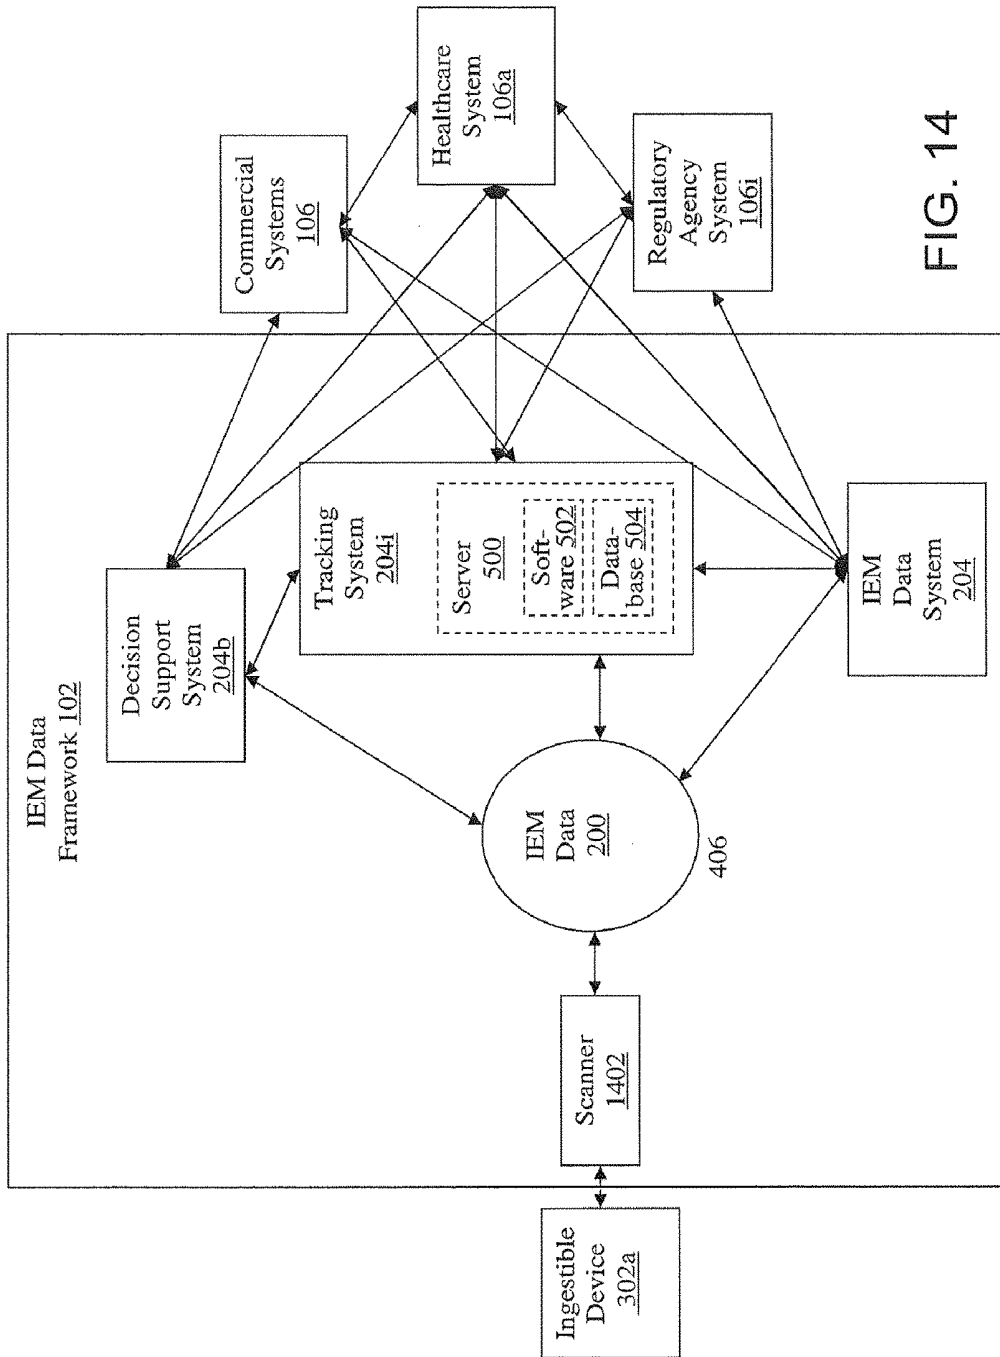 IEM Data
Framework 102
Decision
Support
System
204b
Commercial
Systems
106
Healthcare
System
106a
Tracking
System
204i
Server
500
Soft-
ware 502
Data-
base 504
Regulatory
Agency
System
106i
Ingestible
Device
302a
Scanner
1402
IEM
Data
200
406
IEM
Data
System
204
FIG. 14